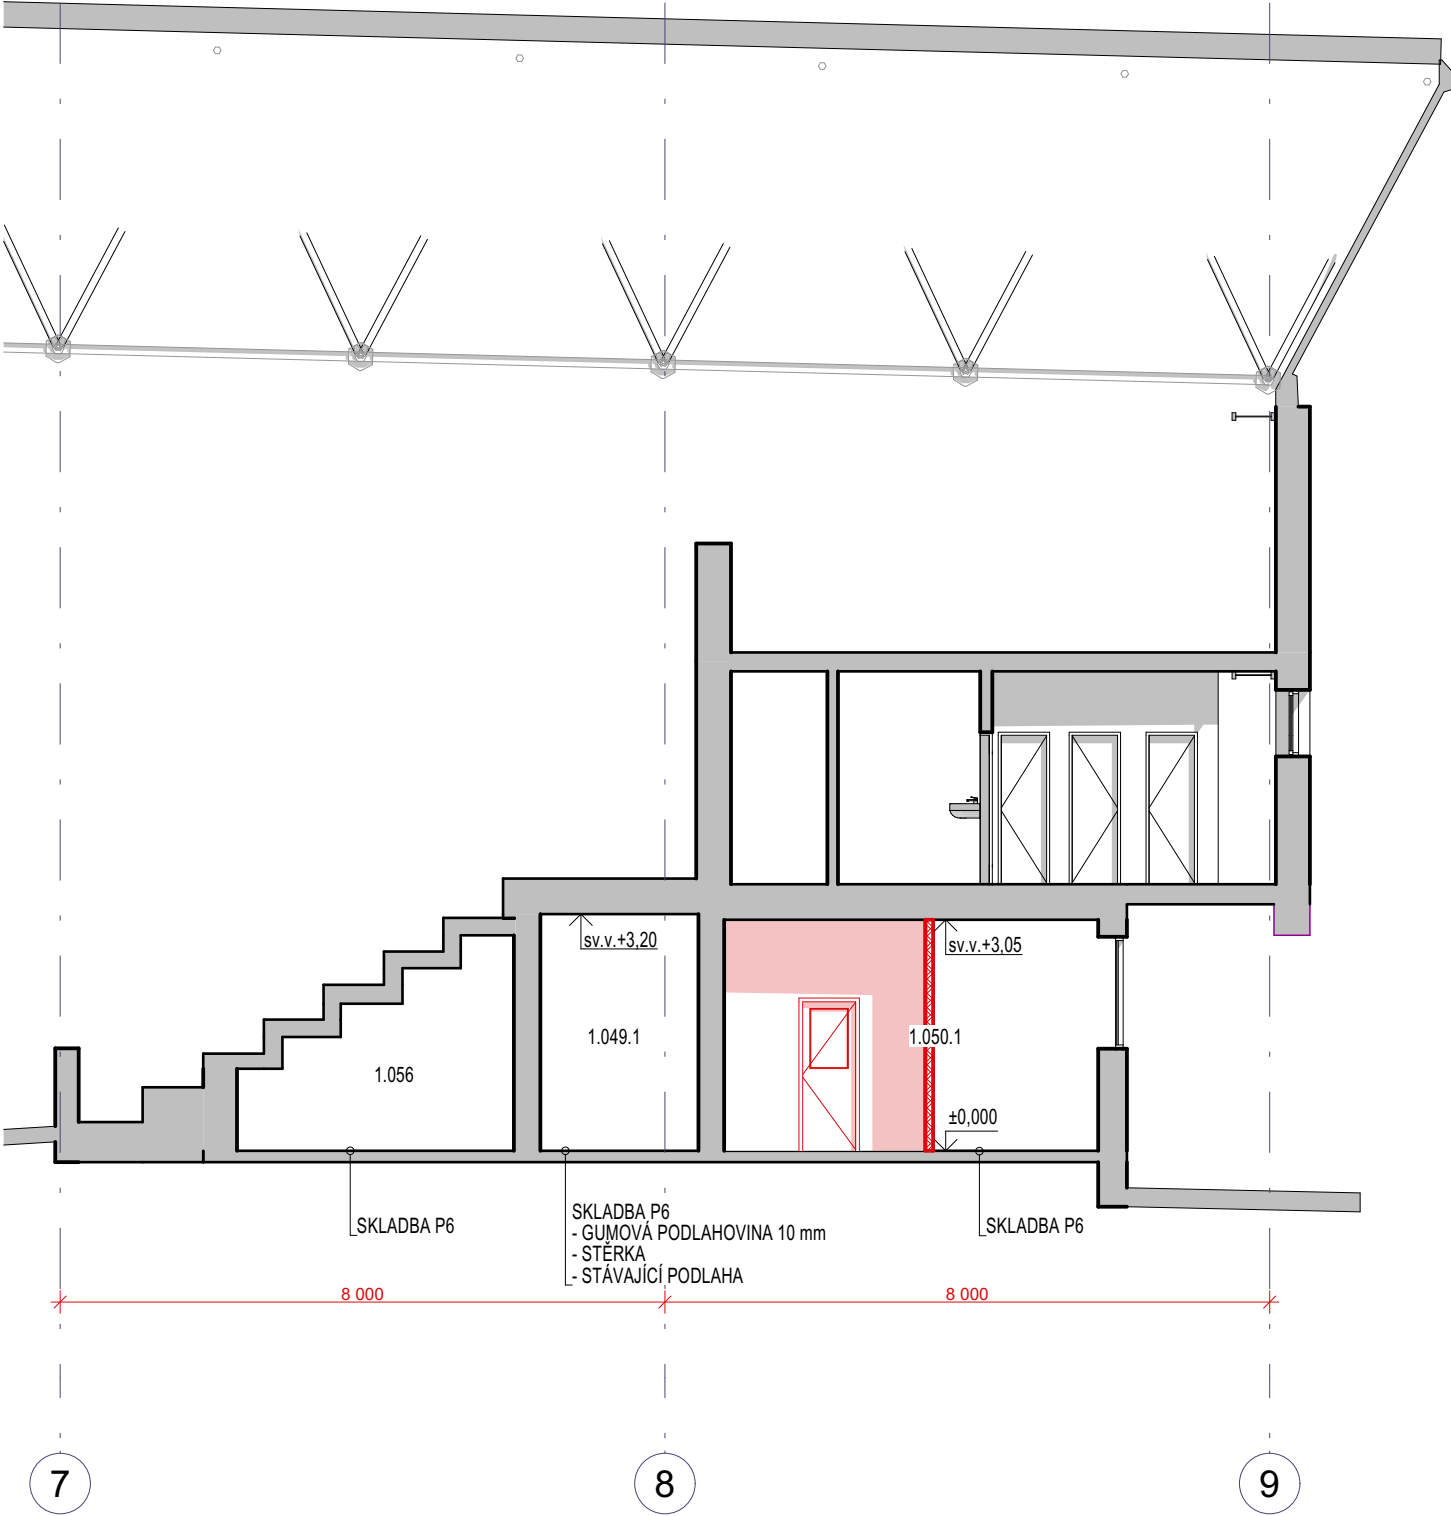 sv.v.+3,20
sv.v.+3,05
1.049.1
1.050.1
1.056
±0,000
SKLADBA P6
SKLADBA P6
- GUMOVÁ PODLAHOVINA 10 mm
- STĚRKA
- STÁVAJÍCÍ PODLAHA
SKLADBA P6
8 000
8 000
7
8
9